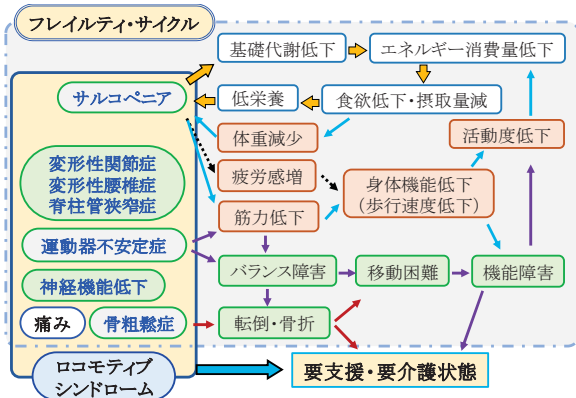 フレイルティ・サイクル
基礎代謝低下
エネルギー消費量低下
サルコペニア
低栄養
食欲低下・摂取量減
体重減少
活動度低下
変形性関節症
変形性腰椎症
脊柱管狭窄症
疲労感増
身体機能低下
（歩行速度低下）
筋力低下
運動器不安定症
バランス障害
移動困難
機能障害
神経機能低下
痛み
骨粗鬆症
転倒・骨折
ロコモティブ
シンドローム
要支援・要介護状態